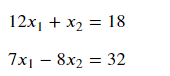 12x₁ + x₂ = 18
7x₁ − 8x₂ = 32